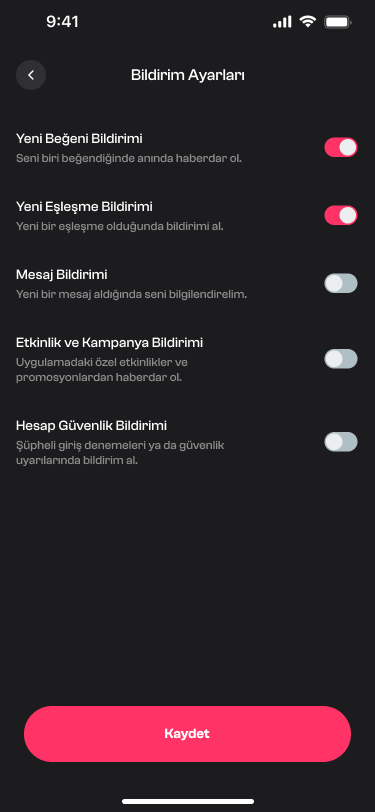 9:41
Bildirim Ayarları
Yeni Beğeni Bildirimi
Seni biri beğendiğinde anında haberdar ol.
Yeni Eşleşme Bildirimi
Yeni bir eşleşme olduğunda bildirimi al.
Mesaj Bildirimi
Yeni bir mesaj aldığında seni bilgilendirelim.
Etkinlik ve Kampanya Bildirimi
Uygulamadaki özel etkinlikler ve
promosyonlardan haberdar ol.
Hesap Güvenlik Bildirimi
Şüpheli giriş denemeleri ya da güvenlik
uyarılarında bildirim al.
Kaydet